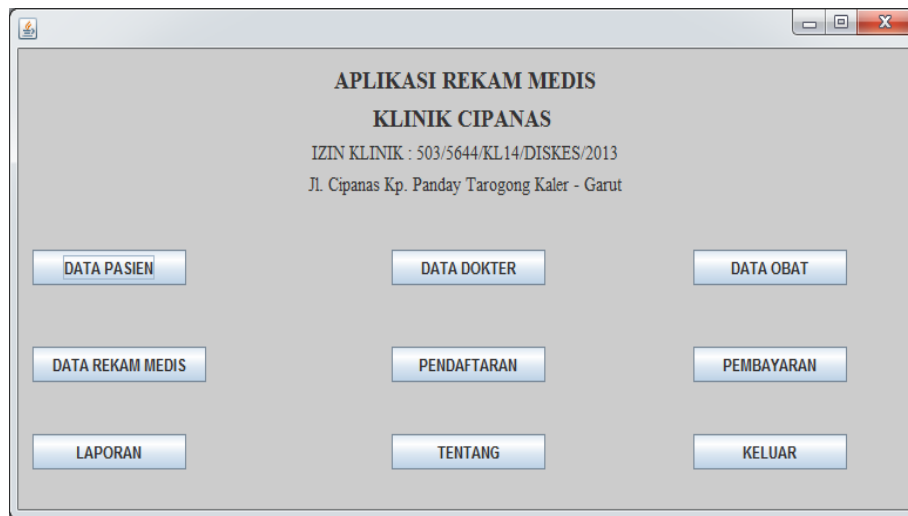 APLIKASI REKAM MEDIS
KLINIK CIPANAS
IZIN KLINIK : 503/5644/KL14/DISKES/2013
Jl. Cipanas Kp. Panday Tarogong Kaler - Garut
DATA PASIEN
DATA DOKTER
DATA OBAT
DATA REKAM MEDIS
PENDAFTARAN
PEMBAYARAN
LAPORAN
TENTANG
KELUAR